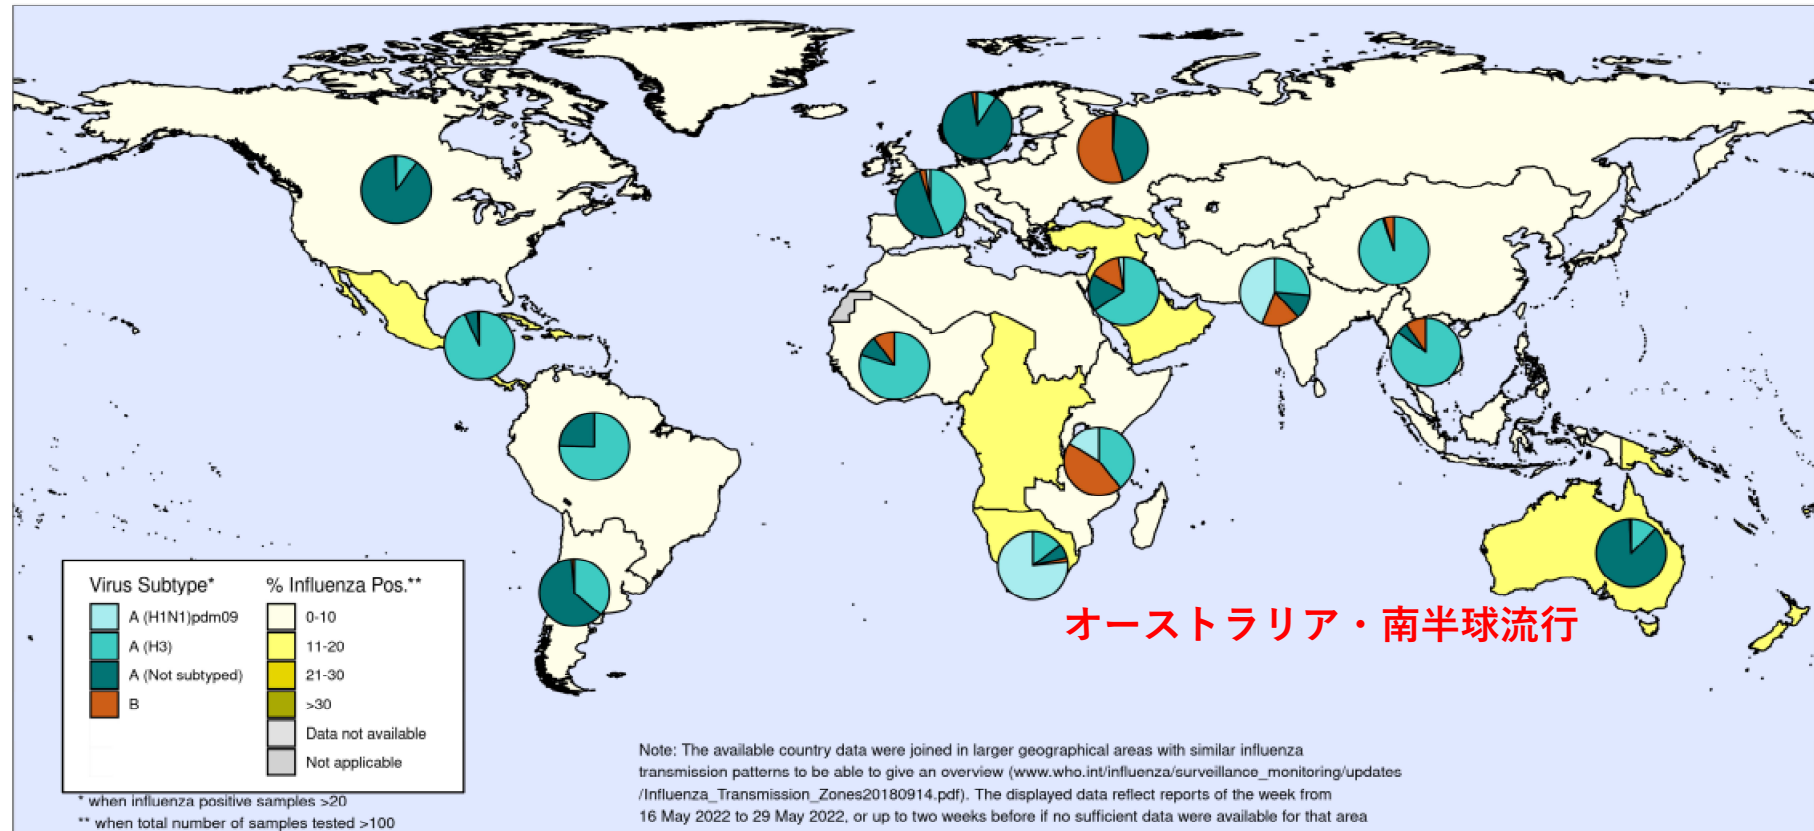 オーストラリア・南半球流行
Virus Subtype*
A (H1N1)pdm09
A (H3)
A (Not subtyped)
B
% Influenza Pos.**
0-10
11-20
21-30
>30
Data not available
Not applicable
* when influenza positive samples >20
** when total number of samples tested >100
Note: The available country data were joined in larger geographical areas with similar influenza
transmission patterns to be able to give an overview (www.who.int/influenza/surveillance_monitoring/updates
/Influenza_Transmission_Zones20180914.pdf). The displayed data reflect reports of the week from
16 May 2022 to 29 May 2022, or up to two weeks before if no sufficient data were available for that area